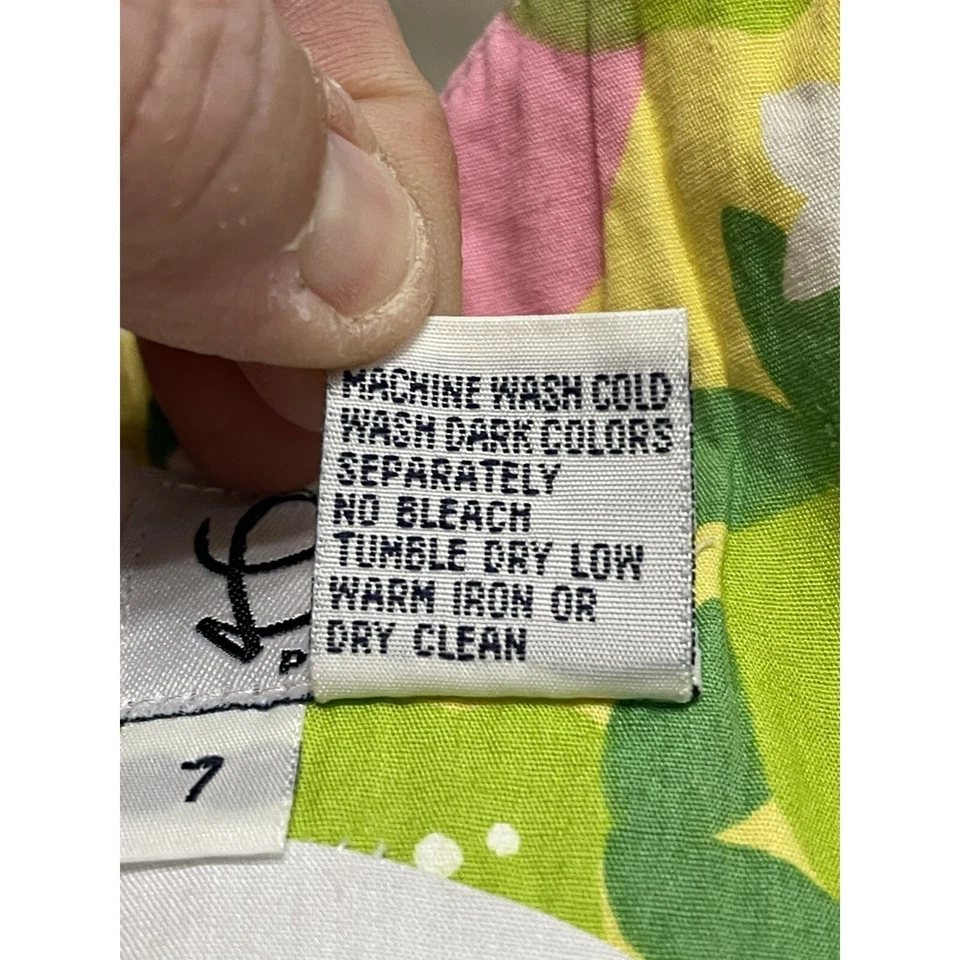 MACHINE WASH COLD
WASH DARK COLORS
SEPARATELY
NO BLEACH
TUMBLE DRY LOW
WARM IRON OR
DRY CLEAN
P
7